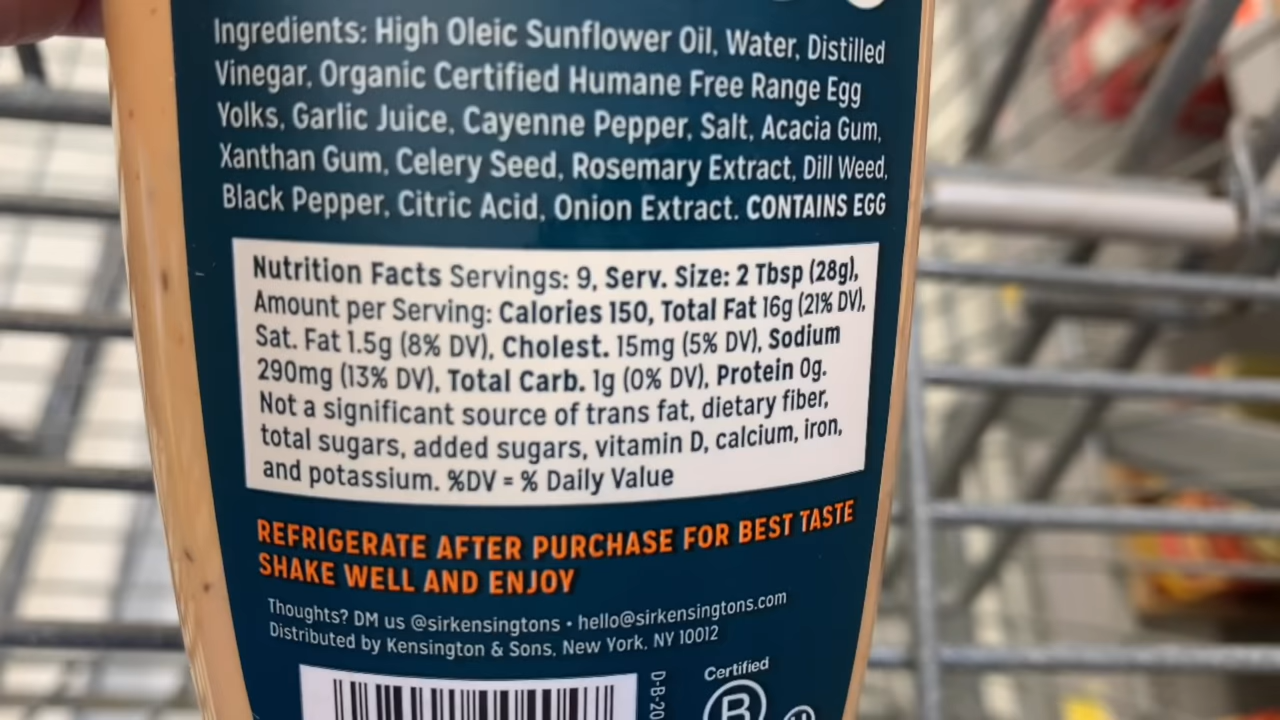 Ingredients: High Oleic Sunflower Oil, Water, Distilled
Vinegar, Organic Certified Humane Free Range Egg
Yolks, Garlic Juice, Cayenne Pepper, Salt, Acacia Gum,
Xanthan Gum, Celery Seed, Rosemary Extract, Dill Weed,
Black Pepper, Citric Acid, Onion Extract. CONTAINS EGG
Nutrition Facts Servings: 9, Serv. Size: 2 Tbsp (28g),
Amount per Serving: Calories 150, Total Fat 16g (21% DV),
Sat. Fat 1.5g (8% DV), Cholest. 15mg (5% DV), Sodium
290mg (13% DV), Total Carb. 1g (0% DV), Protein 0g.
Not a significant source of trans fat, dietary fiber,
total sugars, added sugars, vitamin D, calcium, iron,
and potassium. %DV = % Daily Value
REFRIGERATE AFTER PURCHASE FOR BEST TASTE
SHAKE WELL AND ENJOY
Thoughts? DM us @sirkensingtons • hello@sirkensingtons.com
Distributed by Kensington & Sons, New York, NY 10012
D-B-20
Certified
B
U